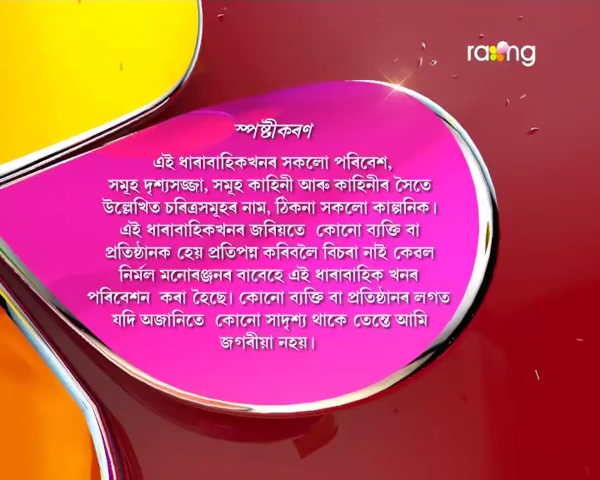 rang
স্পষ্টীকৰণ
এই ধাৰাবাহিকখনৰ সকলো পৰিবেশ,
সমূহ দৃশ্যসজ্জা, সমূহ কাহিনী আৰু কাহিনীৰ সৈতে
উল্লেখিত চৰিত্ৰসমূহৰ নাম, ঠিকনা সকলো কাল্পনিক।
এই ধাৰাবাহিকখনৰ জৰিয়তে কোনো ব্যক্তি বা
প্ৰতিষ্ঠানক হেয় প্ৰতিপন্ন কৰিবলৈ বিচৰা নাই কেৱল
নিৰ্মল মনোৰঞ্জনৰ বাবেহে এই ধাৰাবাহিক খনৰ
পৰিবেশন কৰা হৈছে। কোনো ব্যক্তি বা প্ৰতিষ্ঠানৰ লগত
যদি অজানিতে কোনো সাদৃশ্য থাকে তেন্তে আমি
জগৰীয়া নহয়।